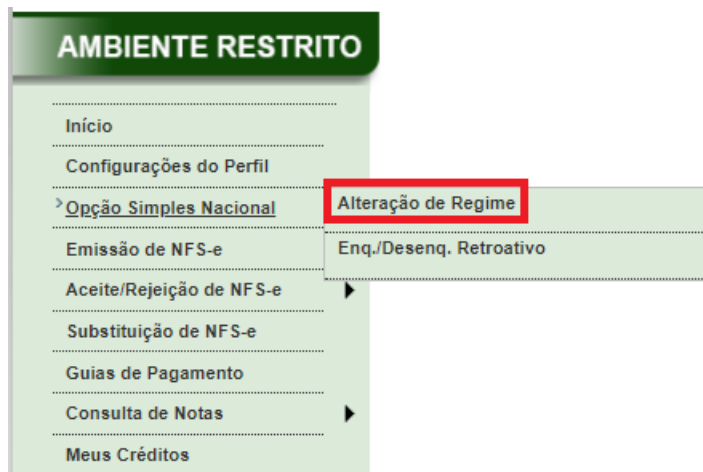 AMBIENTE RESTRITO
Início
Configurações do Perfil
Opção Simples Nacional
Alteração de Regime
Enq./Desenq. Retroativo
Emissão de NFS-e
Aceite/Rejeição de NFS-e
Substituição de NFS-e
Guias de Pagamento
Consulta de Notas
Meus Créditos